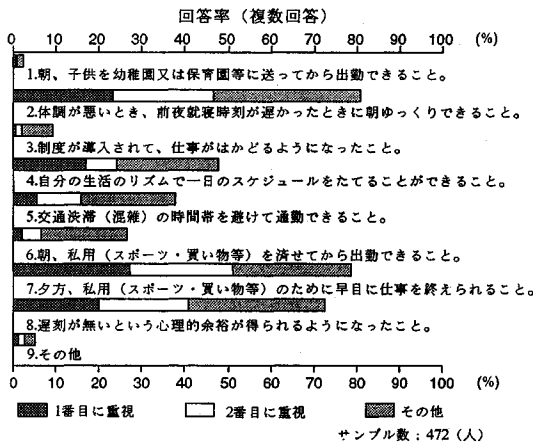 回答率（複数回答）
0 10 20 30 40 50 60 70 80 90 100 (%)
1.朝、子供を幼稚園又は保育園等に送ってから出勤できること。
2.体調が悪いとき、前夜就寝時刻が遅かったときに朝ゆっくりできること。
3.制度が導入されて、仕事がはかどるようになったこと。
4.自分の生活のリズムで一日のスケジュールをたてることができること。
5.交通渋滞（混雑）の時間帯を避けて通勤できること。
6.朝、私用（スポーツ・買い物等）を済せてから出勤できること。
7.夕方、私用（スポーツ・買い物等）のために早目に仕事を終えられること。
8.遅刻が無いという心理的余裕が得られるようになったこと。
9.その他
0 10 20 30 40 50 60 70 80 90 100 (%)
1番目に重視 2番目に重視 その他
サンプル数；472（人）